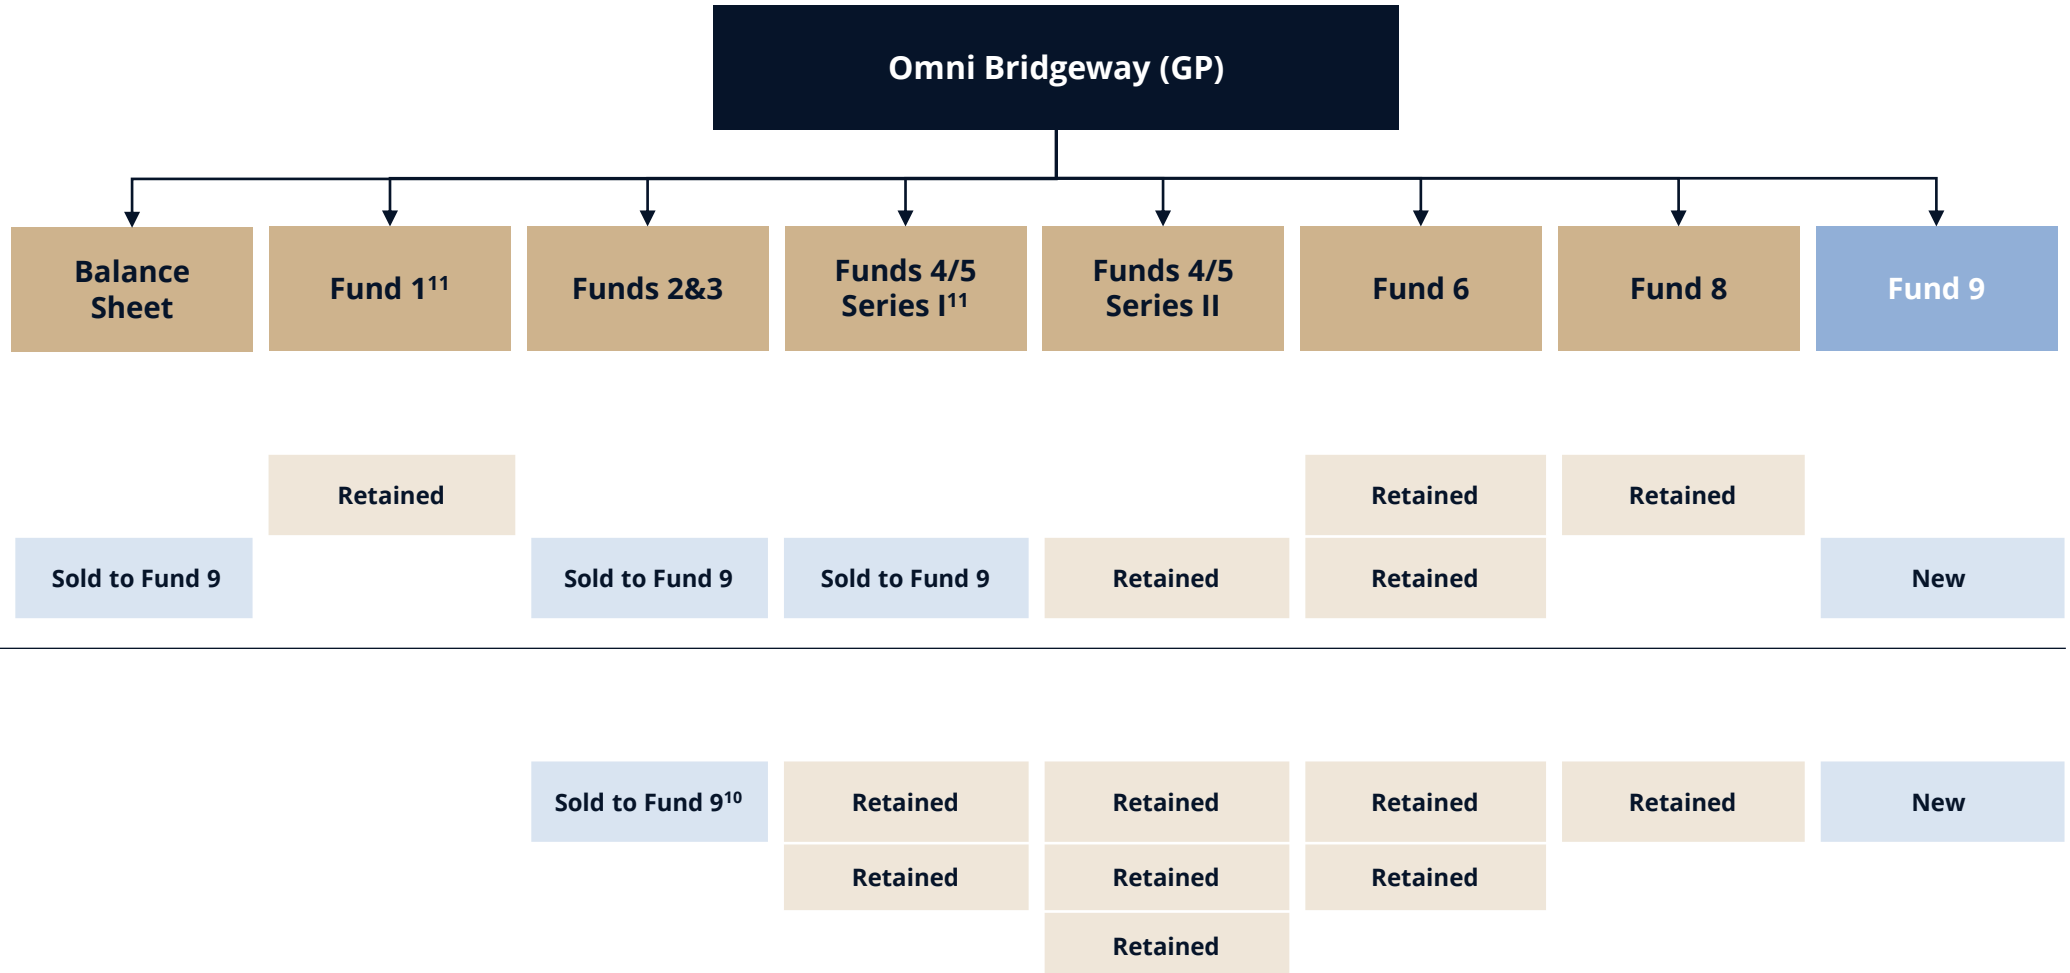 Omni Bridgeway (GP)
Balance
Sheet
Fund 1¹¹
Funds 2&3
Funds 4/5
Series I¹¹
Funds 4/5
Series II
Fund 6
Fund 8
Fund 9
Retained
Retained
Retained
Sold to Fund 9
Sold to Fund 9
Sold to Fund 9
Retained
Retained
New
Sold to Fund 9¹⁰
Retained
Retained
Retained
Retained
New
Retained
Retained
Retained
Retained